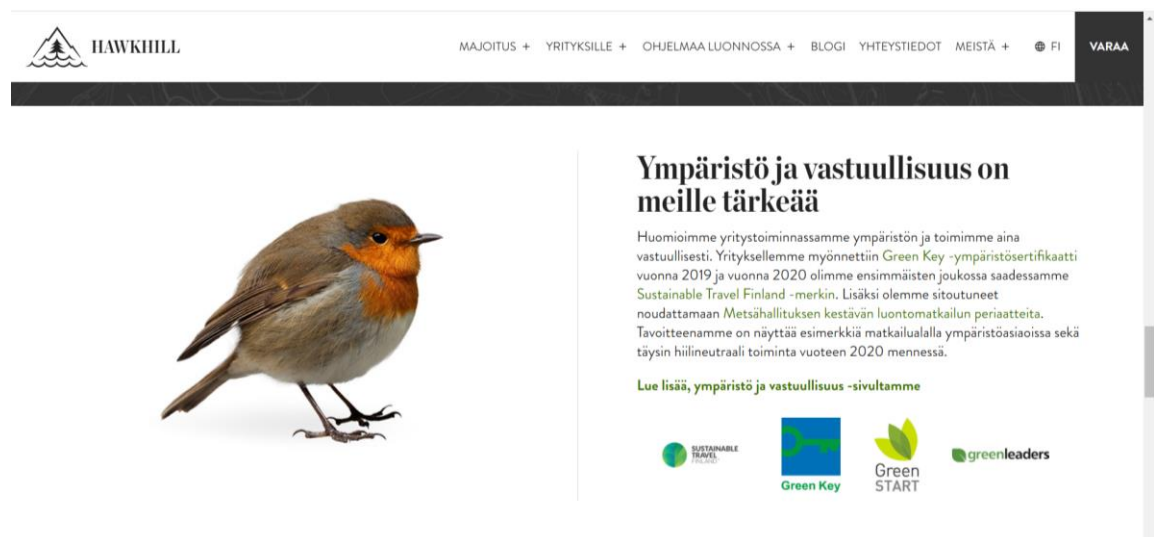 HAWKHILL
MAJOITUS + YRITYKSILLE + OHJELMAA LUONNOSSA + BLOGI YHTEYSTIEDOT MEISTÄ + FI VARAA
Ympäristö ja vastuullisuus on
meille tärkeää
Huomioimme yritystoiminnassamme ympäristön ja toimimme aina
vastuullisesti. Yrityksellemme myönnettiin Green Key -ympäristösertifikaatti
vuonna 2019 ja vuonna 2020 olimme ensimmäisten joukossa saadessamme
Sustainable Travel Finland -merkin. Lisäksi olemme sitoutuneet
noudattamaan Metsähallituksen kestävän luontomatkailun periaatteita.
Tavoitteenamme on näyttää esimerkkiä matkailualalla ympäristöasiaoissa sekä
täysin hiilineutraali toiminta vuoteen 2020 mennessä.
Lue lisää, ympäristö ja vastuullisuus -sivultamme
SUSTAINABLE
TRAVEL
FINLAND
Green Key
Green
START
greenleaders